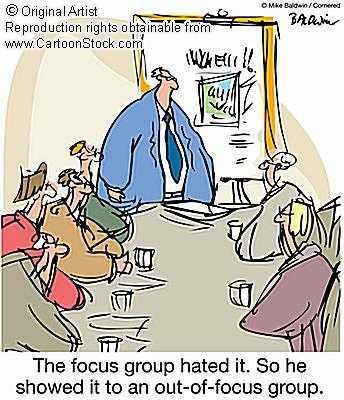 © Original Artist
Reproduction rights obtainable from
www.CartoonStock.com
© Mike Baldwin / Cornered
BALDWIN
The focus group hated it. So he
showed it to an out-of-focus group.